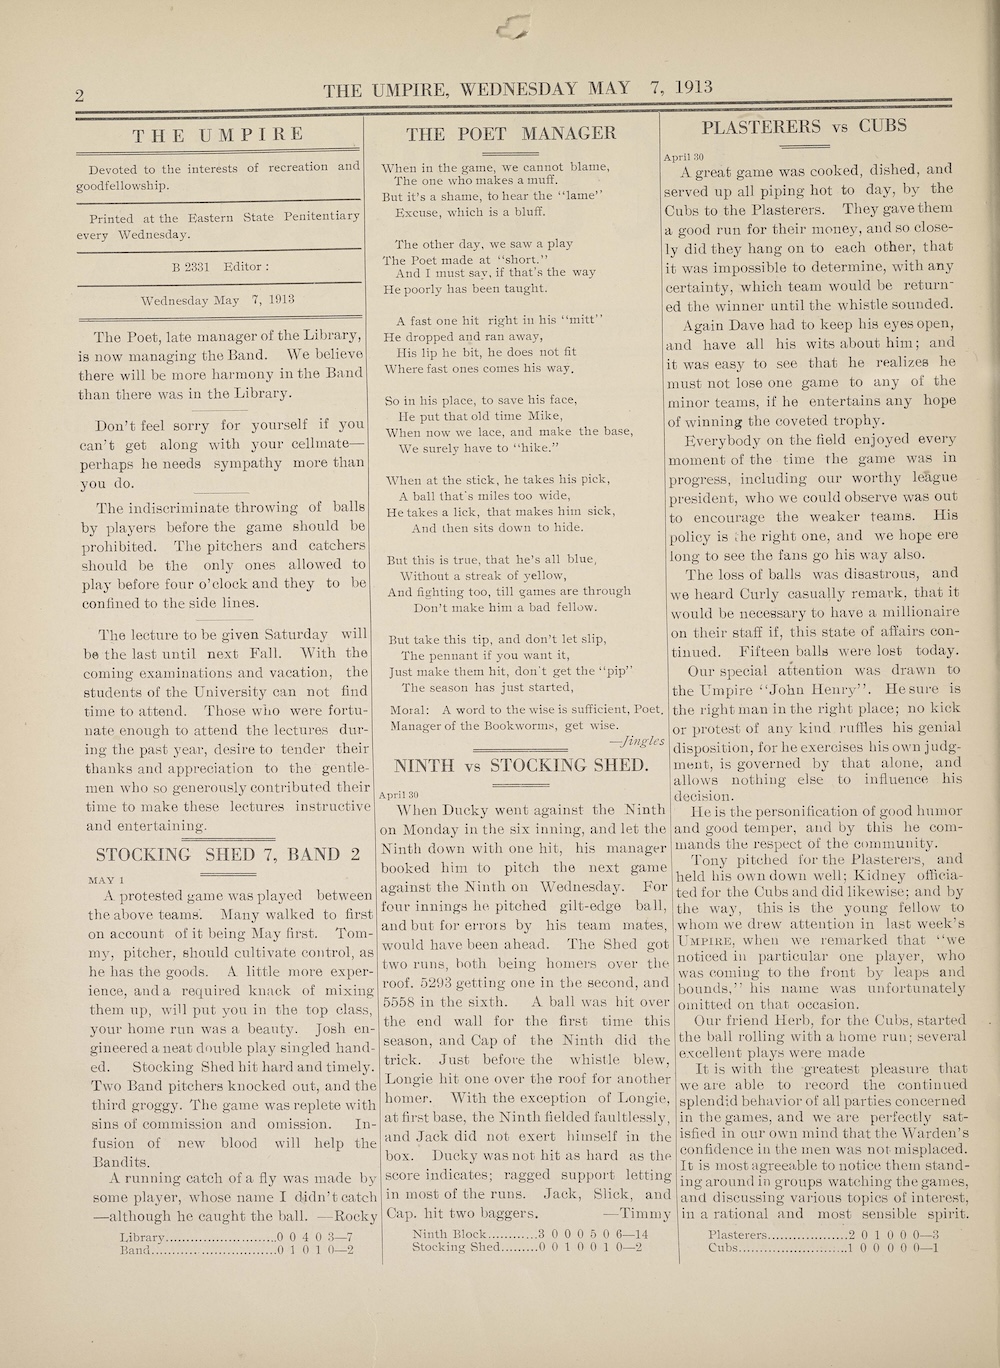 2
THE UMPIRE, WEDNESDAY MAY 7, 1913
THE UMPIRE
Devoted to the interests of recreation and
goodfellowship.
Printed at the Eastern State Penitentiary
every Wednesday.
B 2331 Editor:
Wednesday May 7, 1913
The Poet, late manager of the Library,
is now managing the Band. We believe
there will be more harmony in the Band
than there was in the Library.
Don't feel sorry for yourself if you
can't get along with your cellmate—
perhaps he needs sympathy more than
you do.
The indiscriminate throwing of balls
by players before the game should be
prohibited. The pitchers and catchers
should be the only ones allowed to
play before four o'clock and they to be
confined to the side lines.
The lecture to be given Saturday will
be the last until next Fall. With the
coming examinations and vacation, the
students of the University can not find
time to attend. Those who were fortu-
nate enough to attend the lectures dur-
ing the past year, desire to tender their
thanks and appreciation to the gentle-
men who so generously contributed their
time to make these lectures instructive
and entertaining.
STOCKING SHED 7, BAND 2
MAY 1
A protested game was played between
the above teams. Many walked to first
on account of it being May first. Tom-
my, pitcher, should cultivate control, as
he has the goods. A little more exper-
ience, and a required knack of mixing
them up, will put you in the top class,
your home run was a beauty. Josh en-
gineered a neat double play singled hand-
ed. Stocking Shed hit hard and timely.
Two Band pitchers knocked out, and the
third groggy. The game was replete with
sins of commission and omission. In-
fusion of new blood will help the
Bandits.
A running catch of a fly was made by
some player, whose name I didn't catch
—although he caught the ball. —Rocky
Library...........................0 0 4 0 3—7
Band...............................0 1 0 1 0—2
THE POET MANAGER
When in the game, we cannot blame,
The one who makes a muff.
But it's a shame, to hear the "lame"
Excuse, which is a bluff.
The other day, we saw a play
The Poet made at "short."
And I must say, if that's the way
He poorly has been taught.
A fast one hit right in his "mitt"
He dropped and ran away,
His lip he bit, he does not fit
Where fast ones comes his way.
So in his place, to save his face,
He put that old time Mike,
When now we lace, and make the base,
We surely have to "hike."
When at the stick, he takes his pick,
A ball that's miles too wide,
He takes a lick, that makes him sick,
And then sits down to hide.
But this is true, that he's all blue,
Without a streak of yellow,
And fighting too, till games are through
Don't make him a bad fellow.
But take this tip, and don't let slip,
The pennant if you want it,
Just make them hit, don't get the "pip"
The season has just started,
Moral: A word to the wise is sufficient, Poet,
Manager of the Bookworms, get wise.
—Jingles
NINTH vs STOCKING SHED.
April 30
When Ducky went against the Ninth
on Monday in the six inning, and let the
Ninth down with one hit, his manager
booked him to pitch the next game
against the Ninth on Wednesday. For
four innings he pitched gilt-edge ball,
and but for errors by his team mates,
would have been ahead. The Shed got
two runs, both being homers over the
roof. 5293 getting one in the second, and
5558 in the sixth. A ball was hit over
the end wall for the first time this
season, and Cap of the Ninth did the
trick. Just before the whistle blew,
Longie hit one over the roof for another
homer. With the exception of Longie,
at first base, the Ninth fielded faultlessly,
and Jack did not exert himself in the
box. Ducky was not hit as hard as the
score indicates; ragged support letting
in most of the runs. Jack, Slick, and
Cap. hit two baggers. —Timmy
Ninth Block............3 0 0 0 5 0 6—14
Stocking Shed.........0 0 1 0 0 1 0—2
PLASTERERS vs CUBS
April 30
A great game was cooked, dished, and
served up all piping hot to day, by the
Cubs to the Plasterers. They gave them
a good run for their money, and so close-
ly did they hang on to each other, that
it was impossible to determine, with any
certainty, which team would be return-
ed the winner until the whistle sounded.
Again Dave had to keep his eyes open,
and have all his wits about him; and
it was easy to see that he realizes he
must not lose one game to any of the
minor teams, if he entertains any hope
of winning the coveted trophy.
Everybody on the field enjoyed every
moment of the time the game was in
progress, including our worthy league
president, who we could observe was out
to encourage the weaker teams. His
policy is the right one, and we hope ere
long to see the fans go his way also.
The loss of balls was disastrous, and
we heard Curly casually remark, that it
would be necessary to have a millionaire
on their staff if, this state of affairs con-
tinued. Fifteen balls were lost today.
Our special attention was drawn to
the Umpire "John Henry". He sure is
the right man in the right place; no kick
or protest of any kind ruffles his genial
disposition, for he exercises his own judg-
ment, is governed by that alone, and
allows nothing else to influence his
decision.
He is the personification of good humor
and good temper, and by this he com-
mands the respect of the community.
Tony pitched for the Plasterers, and
held his own down well; Kidney officia-
ted for the Cubs and did likewise; and by
the way, this is the young fellow to
whom we drew attention in last week's
UMPIRE, when we remarked that "we
noticed in particular one player, who
was coming to the front by leaps and
bounds," his name was unfortunately
omitted on that occasion.
Our friend Herb, for the Cubs, started
the ball rolling with a home run; several
excellent plays were made
It is with the greatest pleasure that
we are able to record the continued
splendid behavior of all parties concerned
in the games, and we are perfectly sat-
isfied in our own mind that the Warden's
confidence in the men was not misplaced.
It is most agreeable to notice them stand-
ing around in groups watching the games,
and discussing various topics of interest,
in a rational and most sensible spirit.
Plasterers...................2 0 1 0 0 0—3
Cubs..........................1 0 0 0 0 0—1